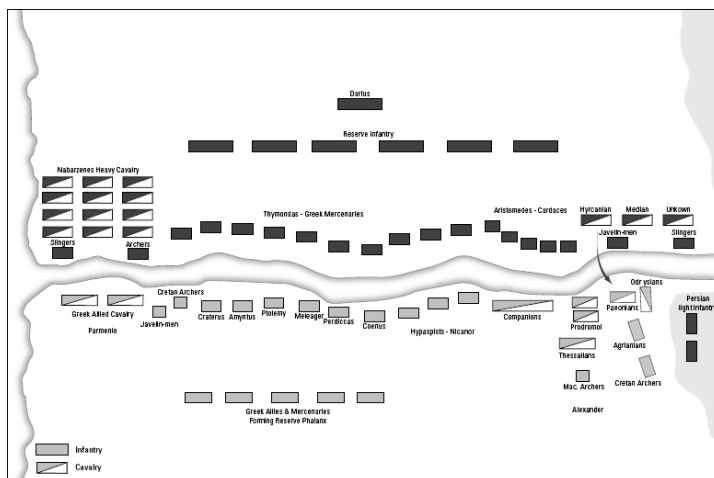 Darius
Reserve Infantry
Nabarzenes Heavy Cavalry
Thymondas - Greek Mercenaries
Aristomedes - Cardaces
Hyrcanian
Median
Unkown
Slingers
Archers
Javelin-men
Slingers
Odrysians
Cretan Archers
Greek Allied Cavalry
Javelin-men
Craterus
Amyntus
Ptolemy
Meleager
Perdiccas
Coenus
Hypaspists - Nicanor
Companions
Prodromoi
Paeonians
Persian
light Infantr
Parmenio
Agrianians
Thessalians
Mac. Archers
Cretan Archers
Greek Allies & Mercenaries
Forming Reserve Phalanx
Alexander
Infantry
Cavalry